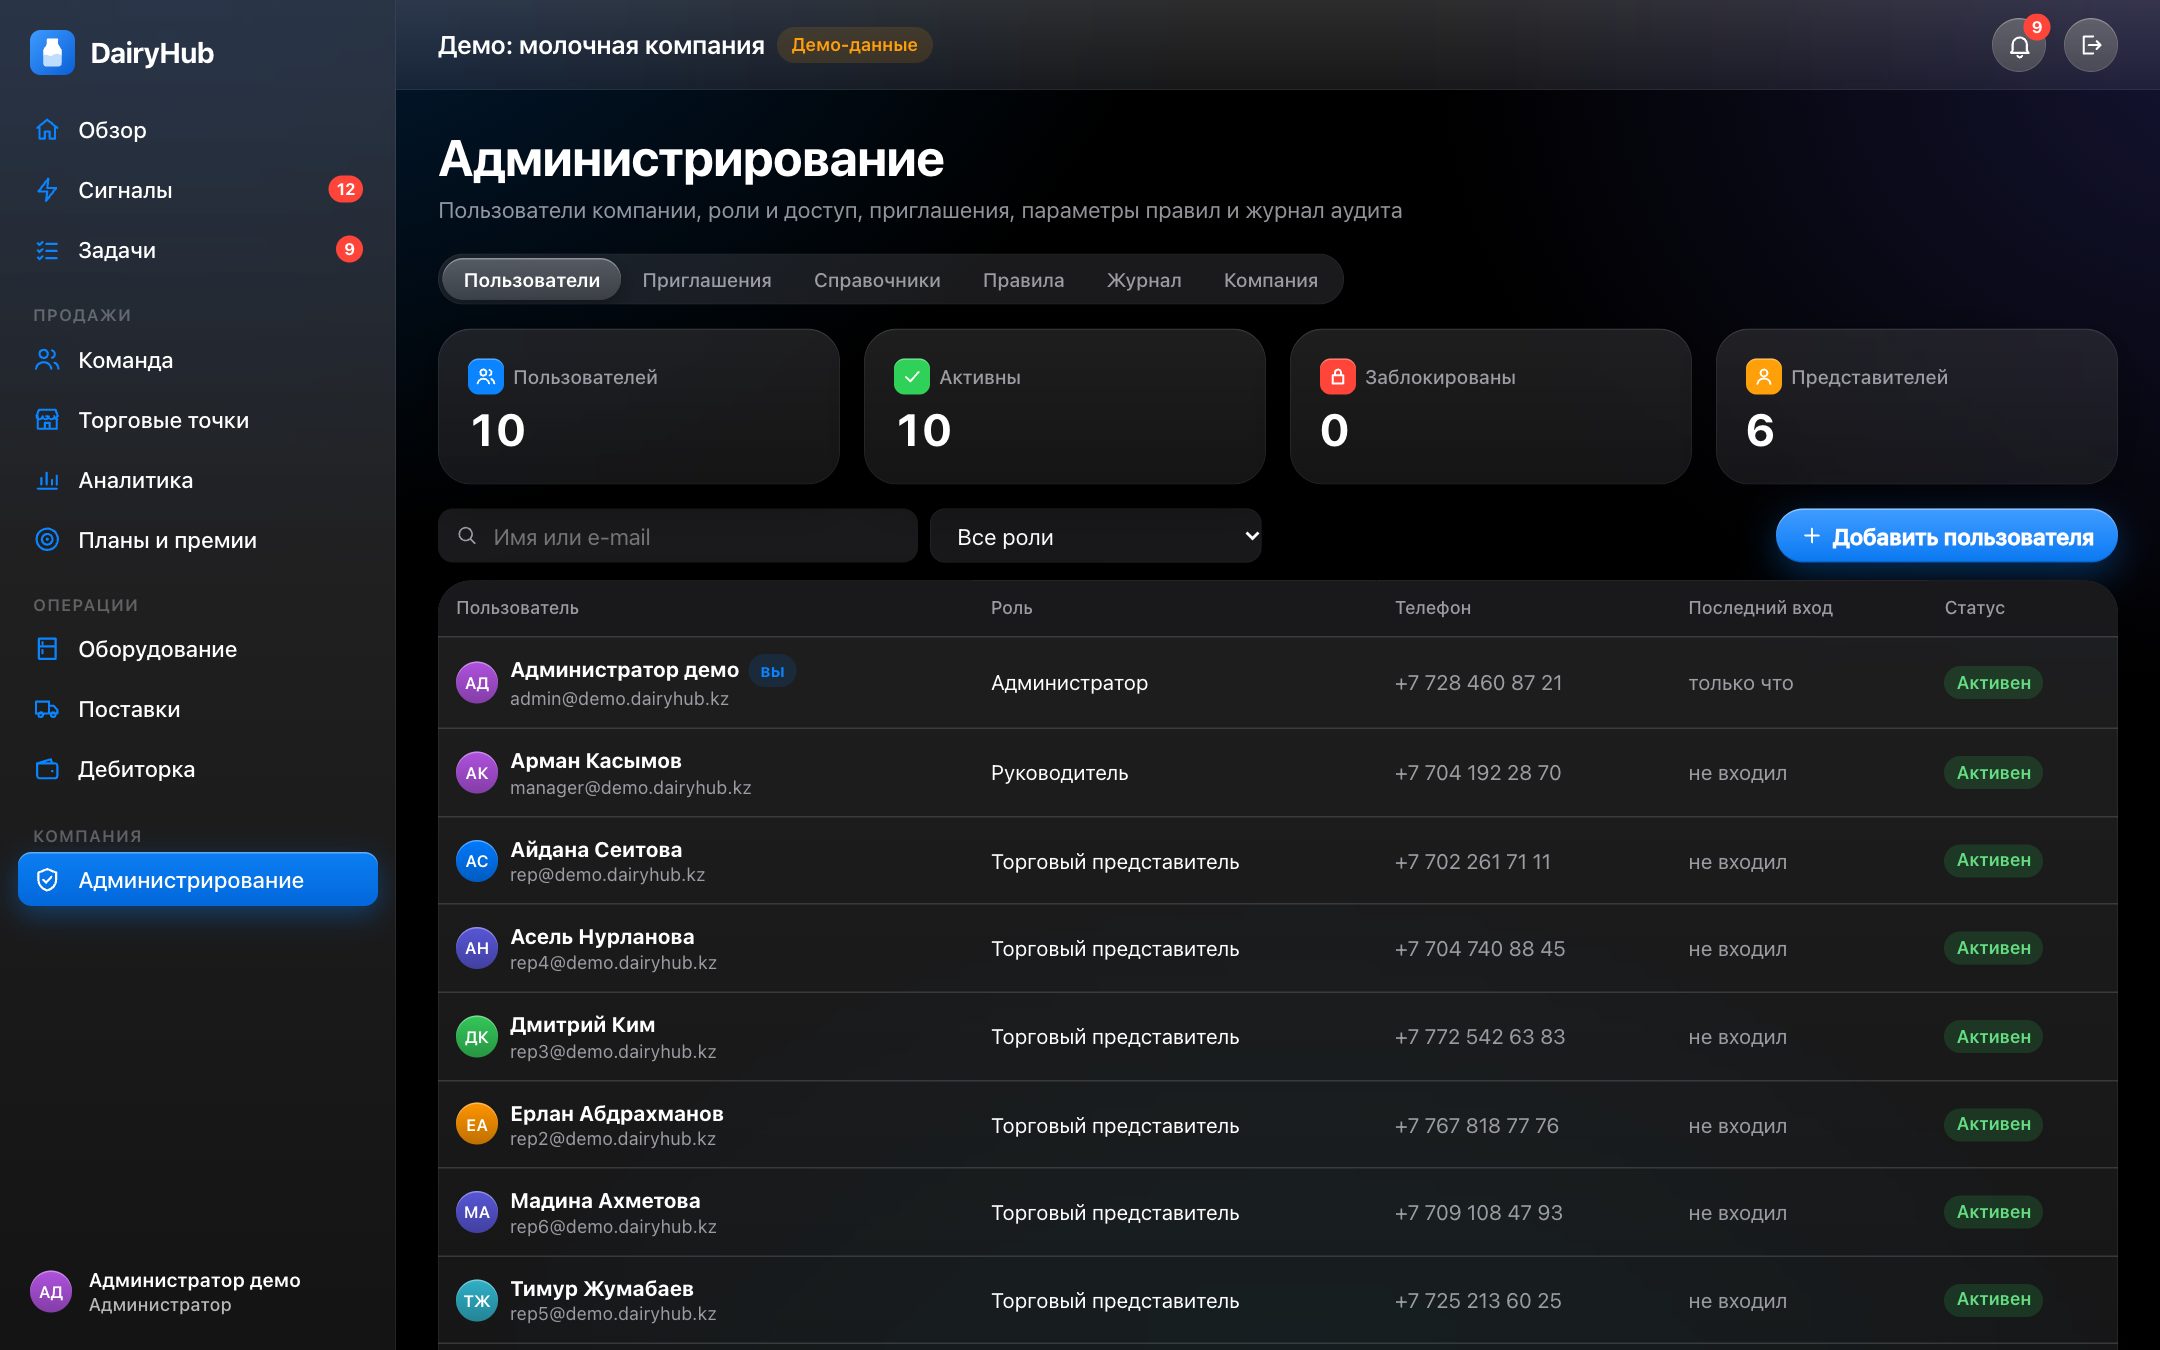 DairyHub
Обзор
Сигналы 12
Задачи 9
ПРОДАЖИ
Команда
Торговые точки
Аналитика
Планы и премии
ОПЕРАЦИИ
Оборудование
Поставки
Дебиторка
КОМПАНИЯ
Администрирование
АД Администратор демо
Администратор
Демо: молочная компания Демо-данные
9
Администрирование
Пользователи компании, роли и доступ, приглашения, параметры правил и журнал аудита
Пользователи Приглашения Справочники Правила Журнал Компания
Пользователей
10
Активны
10
Заблокированы
0
Представителей
6
Имя или e-mail Все роли + Добавить пользователя
Пользователь Роль Телефон Последний вход Статус
АД Администратор демо вы Администратор +7 728 460 87 21 только что Активен
admin@demo.dairyhub.kz
АК Арман Касымов Руководитель +7 704 192 28 70 не входил Активен
manager@demo.dairyhub.kz
АС Айдана Сеитова Торговый представитель +7 702 261 71 11 не входил Активен
rep@demo.dairyhub.kz
АН Асель Нурланова Торговый представитель +7 704 740 88 45 не входил Активен
rep4@demo.dairyhub.kz
ДК Дмитрий Ким Торговый представитель +7 772 542 63 83 не входил Активен
rep3@demo.dairyhub.kz
ЕА Ерлан Абдрахманов Торговый представитель +7 767 818 77 76 не входил Активен
rep2@demo.dairyhub.kz
МА Мадина Ахметова Торговый представитель +7 709 108 47 93 не входил Активен
rep6@demo.dairyhub.kz
ТЖ Тимур Жумабаев Торговый представитель +7 725 213 60 25 не входил Активен
rep5@demo.dairyhub.kz